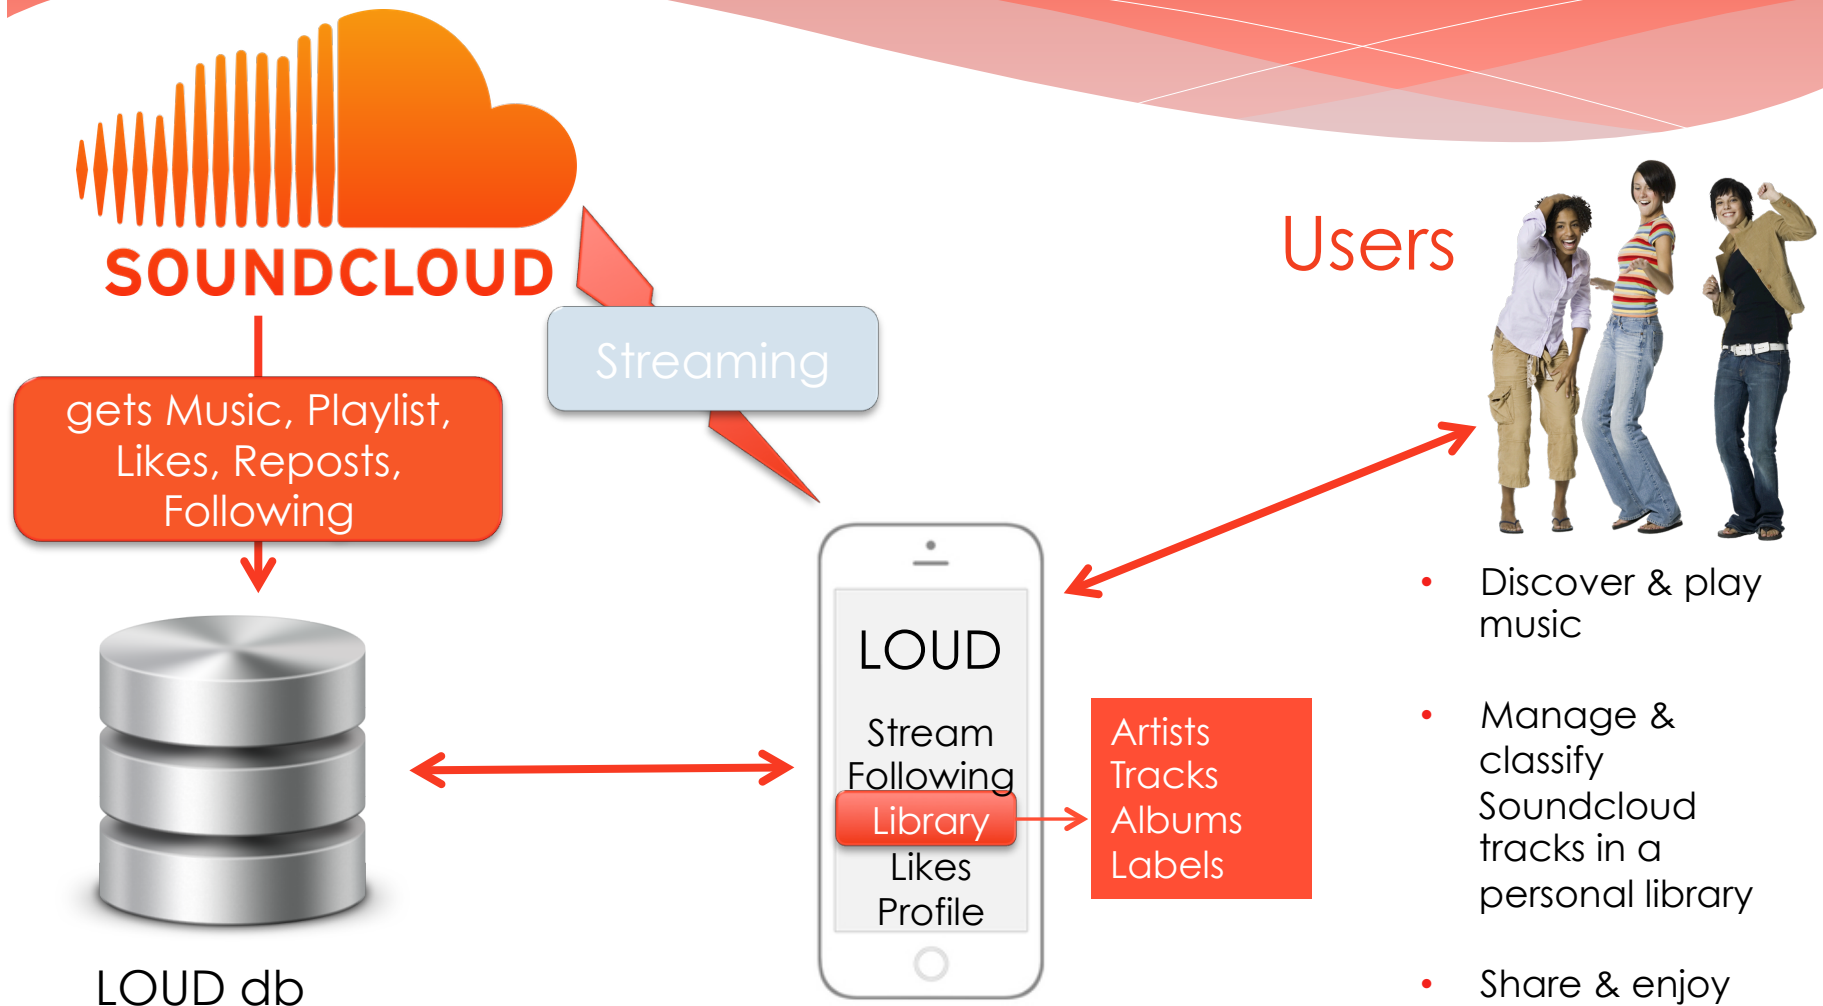 SOUNDCLOUD
Users
Streaming
gets Music, Playlist,
Likes, Reposts,
Following
LOUD
Stream
Following
Library
Likes
Profile
Artists
Tracks
Albums
Labels
• Discover & play
music
• Manage &
classify
Soundcloud
tracks in a
personal library
• Share & enjoy
LOUD db